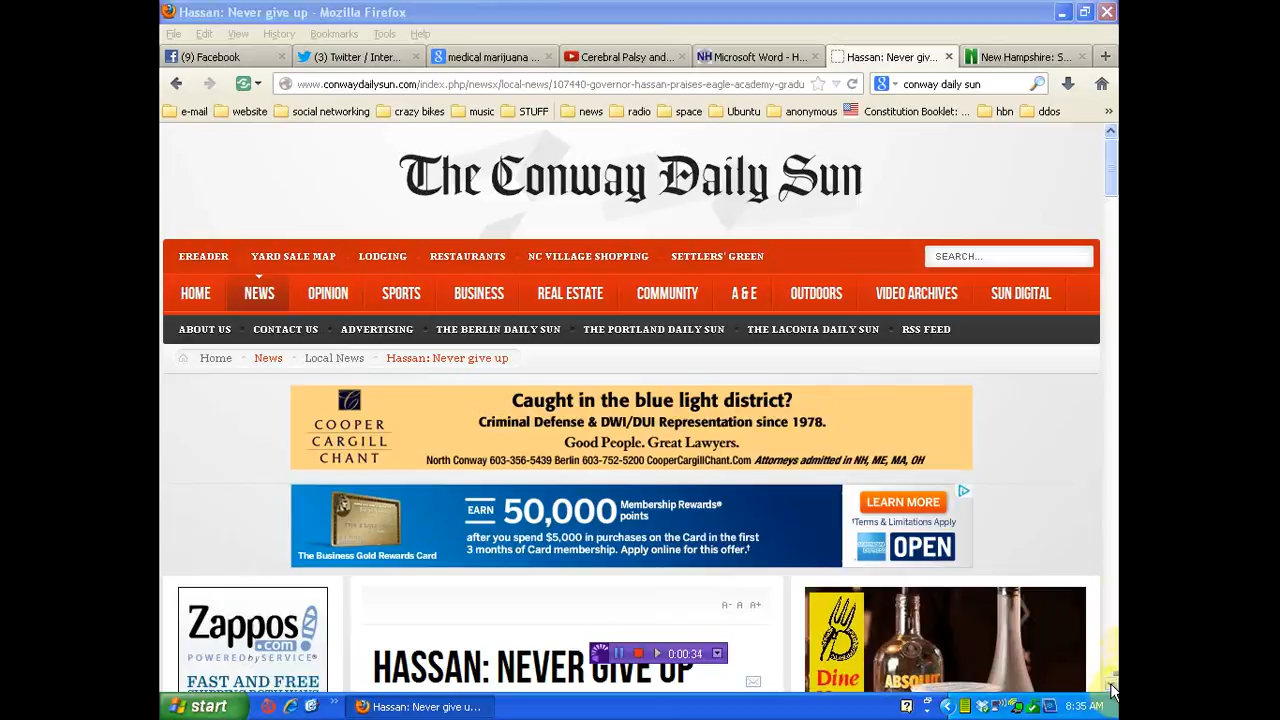 Hassan: Never give up - Mozilla Firefox
File Edit View History Bookmarks Tools Help
(9) Facebook
(3) Twitter / Inter...
medical marijuana ...
Cerebral Palsy and...
Microsoft Word - H...
Hassan: Never giv...
New Hampshire: S...
www.conwaydailysun.com/index.php/newsx/local-news/107440-governor-hassan-praises-eagle-academy-gradu
conway daily sun
e-mail website social networking crazy bikes music STUFF news radio space Ubuntu anonymous Constitution Booklet: ... hbn ddos
The Conway Daily Sun
EREADER YARD SALE MAP LODGING RESTAURANTS NC VILLAGE SHOPPING SETTLERS' GREEN
SEARCH...
HOME NEWS OPINION SPORTS BUSINESS REAL ESTATE COMMUNITY A & E OUTDOORS VIDEO ARCHIVES SUN DIGITAL
ABOUT US CONTACT US ADVERTISING THE BERLIN DAILY SUN THE PORTLAND DAILY SUN THE LACONIA DAILY SUN RSS FEED
Home News Local News Hassan: Never give up
COOPER
CARGILL
CHANT
Caught in the blue light district?
Criminal Defense & DWI/DUI Representation since 1978.
Good People. Great Lawyers.
North Conway 603-356-5439 Berlin 603-752-5200 CooperCargillChant.Com Attorneys admitted in NH, ME, MA, OH
The Business Gold Rewards Card
EARN 50,000 Membership Rewards® points
after you spend $5,000 in purchases on the Card in the first
3 months of Card membership. Apply online for this offer.†
LEARN MORE
†Terms & Limitations Apply
OPEN
Zappos
.com
POWERED by SERVICE
FAST AND FREE
A- A A+
HASSAN: NEVER GIVE UP
0:00:34
Dine
ABSOLUT
start
Hassan: Never give u...
8:35 AM